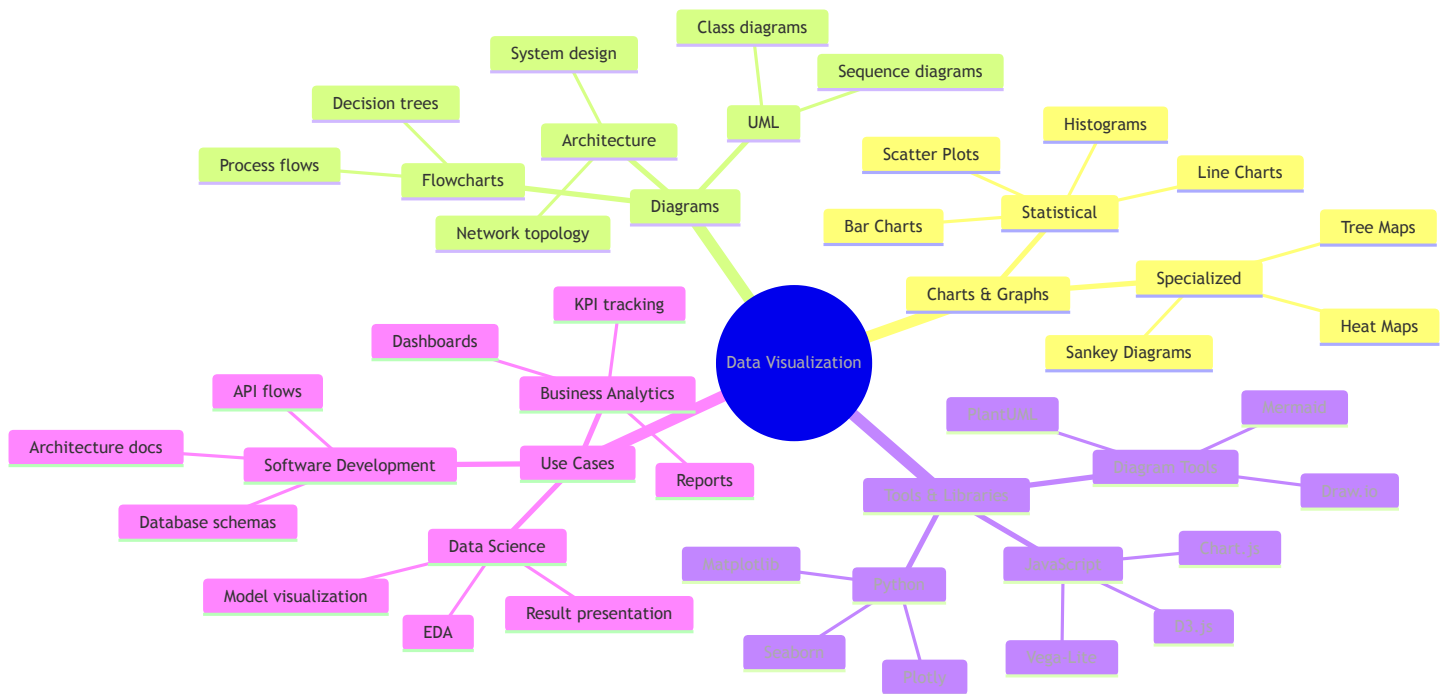 Class diagrams
System design
Sequence diagrams
Decision trees
UML
Histograms
Architecture
Scatter Plots
Process flows
Line Charts
Flowcharts
Diagrams
Statistical
Bar Charts
Tree Maps
Network topology
Specialized
Charts & Graphs
KPI tracking
Heat Maps
Dashboards
Sankey Diagrams
Data Visualization
API flows
Business Analytics
Mermaid
PlantUML
Architecture docs
Software Development
Use Cases
Diagram Tools
Reports
Draw.io
Tools & Libraries
Database schemas
Data Science
Chart.js
Matplotlib
JavaScript
Python
Model visualization
Result presentation
EDA
D3.js
Seaborn
Vega-Lite
Plotly